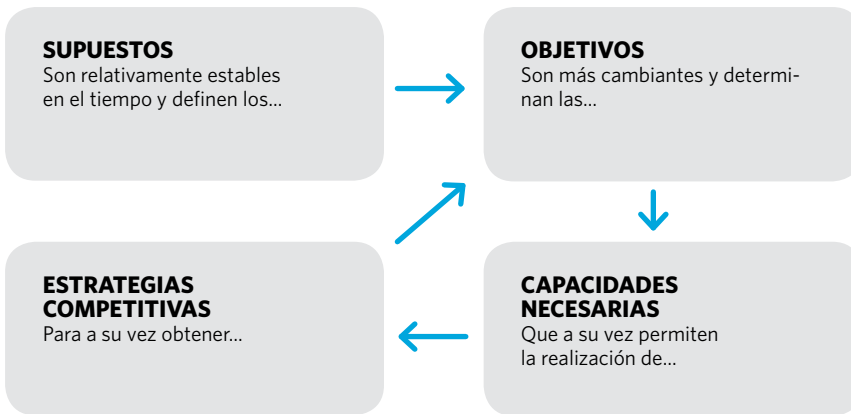 SUPUESTOS
Son relativamente estables
en el tiempo y definen los...
OBJETIVOS
Son más cambiantes y determi-
nan las...
ESTRATEGIAS
COMPETITIVAS
Para a su vez obtener...
CAPACIDADES
NECESARIAS
Que a su vez permiten
la realización de...